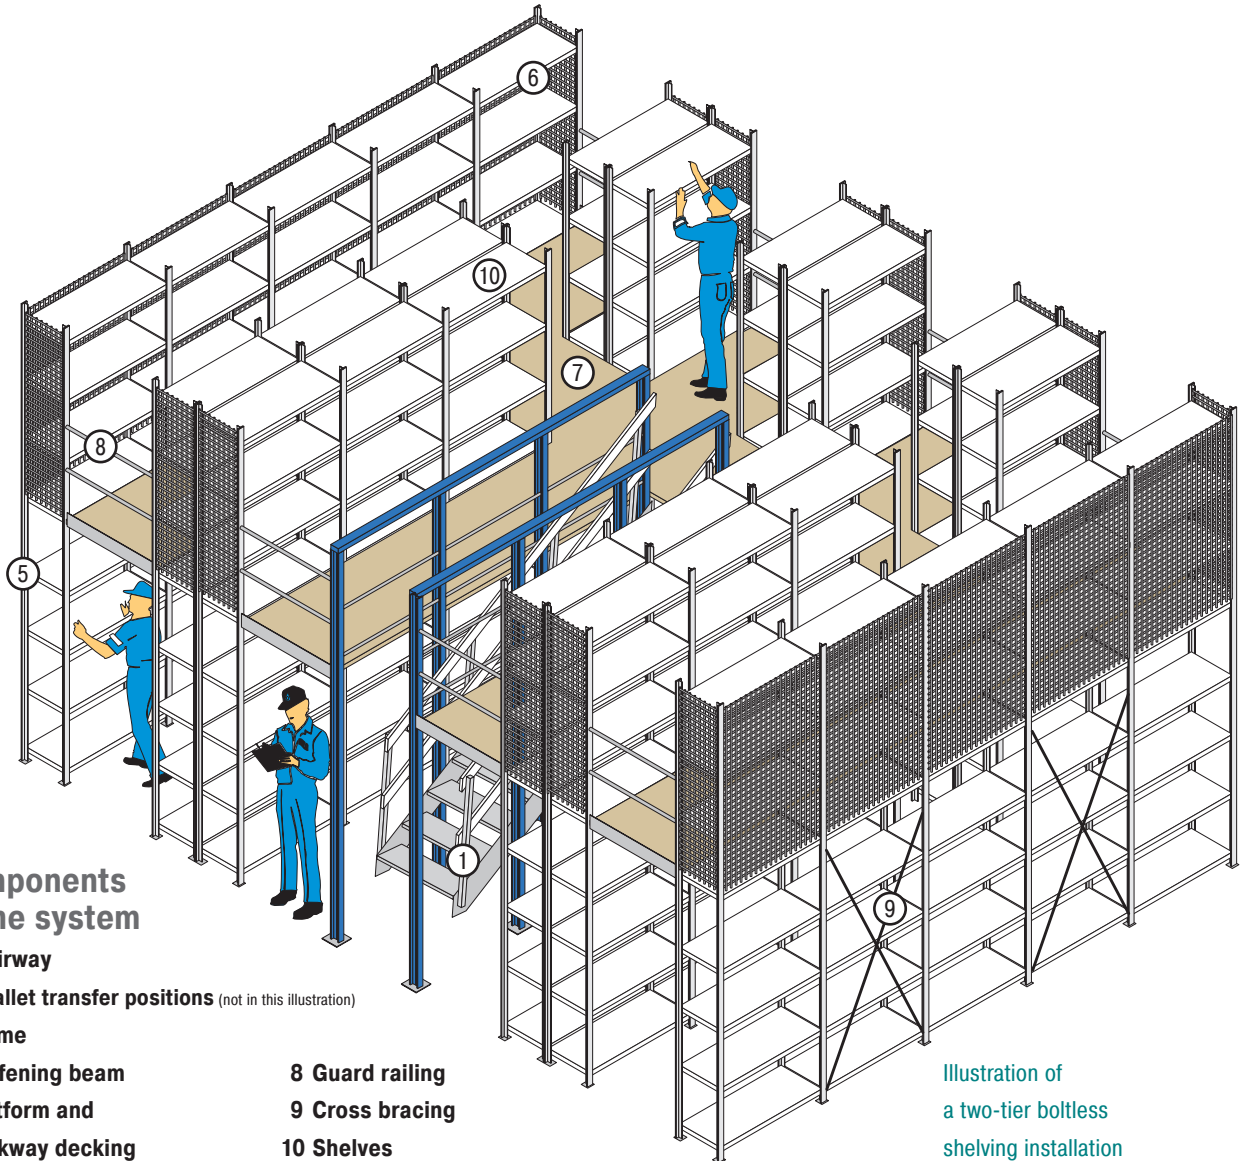 6
10
7
8
5
1
9
mponents
ne system
irway
allet transfer positions (not in this illustration)
me
fening beam
tform and
kway decking
8 Guard railing
9 Cross bracing
10 Shelves
Illustration of
a two-tier boltless
shelving installation